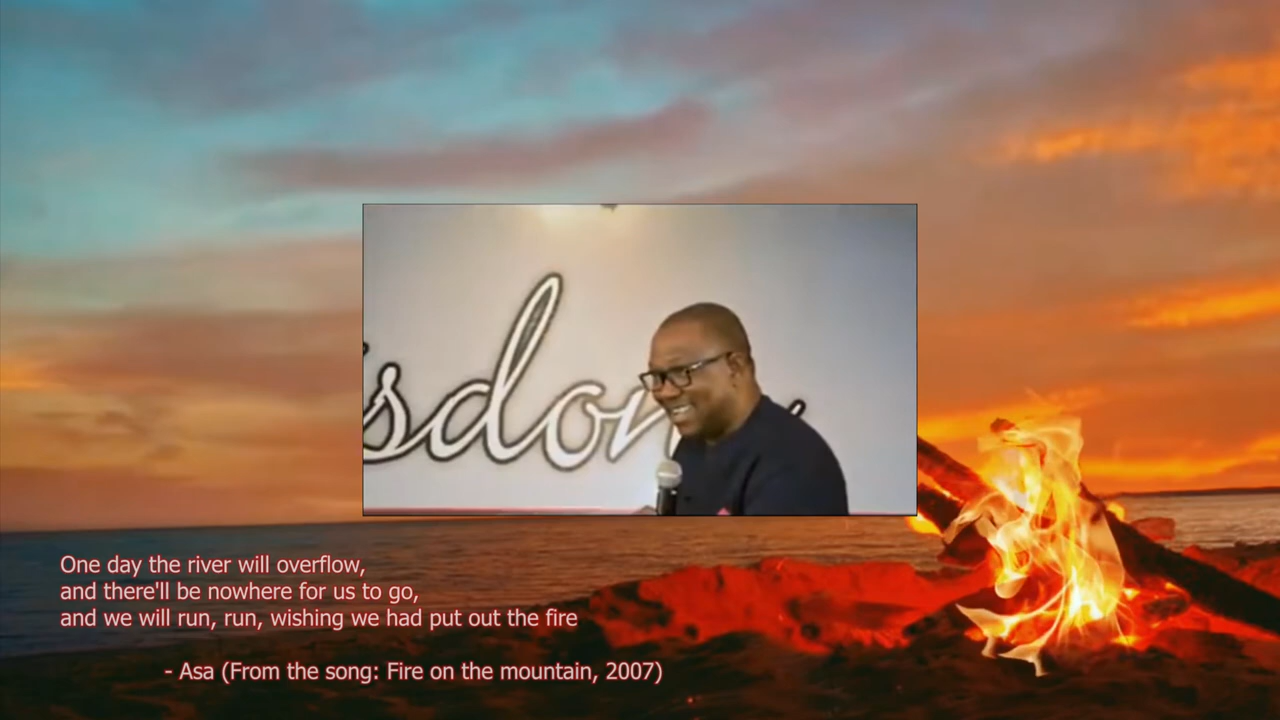 isdom
One day the river will overflow,
and there'll be nowhere for us to go,
and we will run, run, wishing we had put out the fire
- Asa (From the song: Fire on the mountain, 2007)